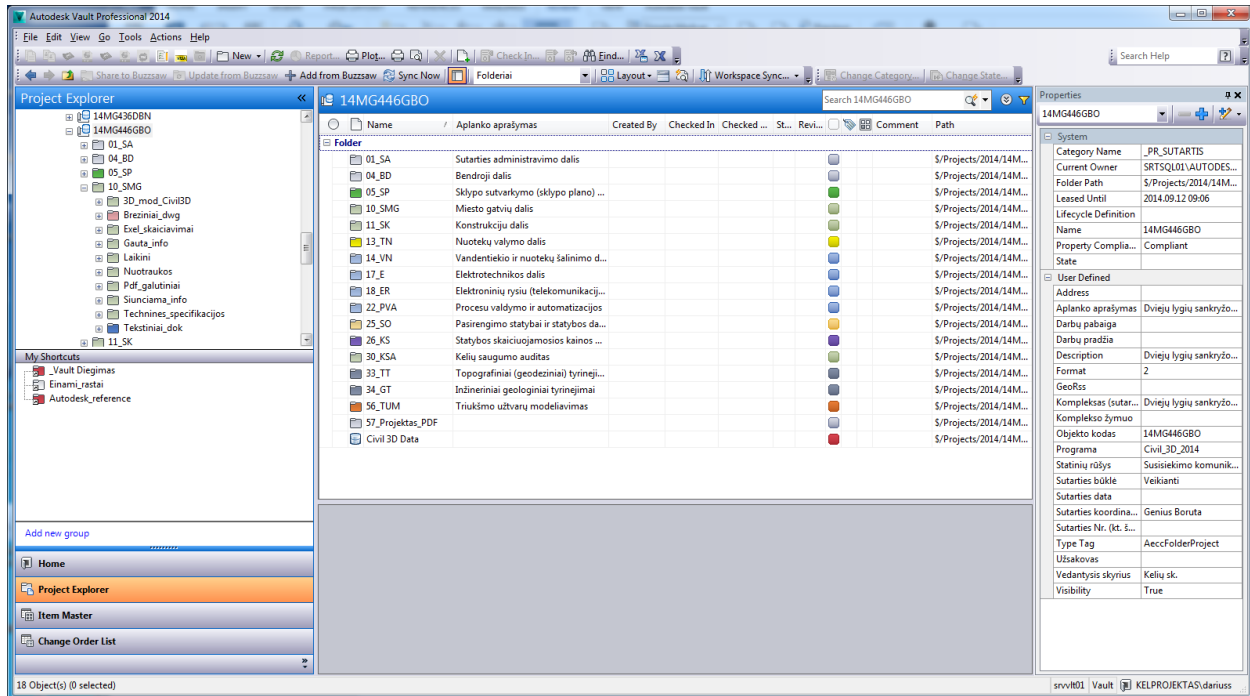 Autodesk Vault Professional 2014
File Edit View Go Tools Actions Help
New Report... Plot... Check In... Find... Search Help
Share to Buzzsaw Update from Buzzsaw Add from Buzzsaw Sync Now Folderiai Layout Workspace Sync... Change Category... Change State...
Project Explorer
14MG436DBN
14MG446GBO
01_SA
04_BD
05_SP
10_SMG
3D_mod_Civil3D
Breziniai_dwg
Exel_skaiciavimai
Gauta_info
Laikini
Nuotraukos
Pdf_galutiniai
Siunciama_info
Technines_specifikacijos
Tekstiniai_dok
11_SK
My Shortcuts
_Vault Diegimas
Einami_rastai
Autodesk_reference
Add new group
Home
Project Explorer
Item Master
Change Order List
14MG446GBO Search 14MG446GBO
Name / Aplanko aprašymas Created By Checked In Checked ... St... Revi... Comment Path
Folder
01_SA Sutarties administravimo dalis $/Projects/2014/14M...
04_BD Bendroji dalis $/Projects/2014/14M...
05_SP Sklypo sutvarkymo (sklypo plano) ... $/Projects/2014/14M...
10_SMG Miesto gatvių dalis $/Projects/2014/14M...
11_SK Konstrukciju dalis $/Projects/2014/14M...
13_TN Nuotekų valymo dalis $/Projects/2014/14M...
14_VN Vandentiekio ir nuotekų šalinimo d... $/Projects/2014/14M...
17_E Elektrotechnikos dalis $/Projects/2014/14M...
18_ER Elektroninių rysiu (telekomunikacij... $/Projects/2014/14M...
22_PVA Procesu valdymo ir automatizacijos $/Projects/2014/14M...
25_SO Pasirengimo statybai ir statybos da... $/Projects/2014/14M...
26_KS Statybos skaiciuojamosios kainos ... $/Projects/2014/14M...
30_KSA Kelių saugumo auditas $/Projects/2014/14M...
33_TT Topografiniai (geodeziniai) tyrineji... $/Projects/2014/14M...
34_GT Inžineriniai geologiniai tyrinejimai $/Projects/2014/14M...
56_TUM Triukšmo užtvarų modeliavimas $/Projects/2014/14M...
57_Projektas_PDF $/Projects/2014/14M...
Civil 3D Data $/Projects/2014/14M...
Properties
14MG446GBO
System
Category Name _PR_SUTARTIS
Current Owner SRTSQL01\AUTODES...
Folder Path $/Projects/2014/14M...
Leased Until 2014.09.12 09:06
Lifecycle Definition
Name 14MG446GBO
Property Complia... Compliant
State
User Defined
Address
Aplanko aprašymas Dviejų lygių sankryžo...
Darbų pabaiga
Darbų pradžia
Description Dviejų lygių sankryžo...
Format 2
GeoRss
Kompleksas (sutar... Dviejų lygių sankryžo...
Komplekso žymuo
Objekto kodas 14MG446GBO
Programa Civil_3D_2014
Statinių rūšys Susisiekimo komunik...
Sutarties būklė Veikianti
Sutarties data
Sutarties koordina... Genius Boruta
Sutarties Nr. (kt. š...
Type Tag AeccFolderProject
Užsakovas
Vedantysis skyrius Kelių sk.
Visibility True
18 Object(s) (0 selected) srvvlt01 Vault KELPROJEKTAS\dariuss